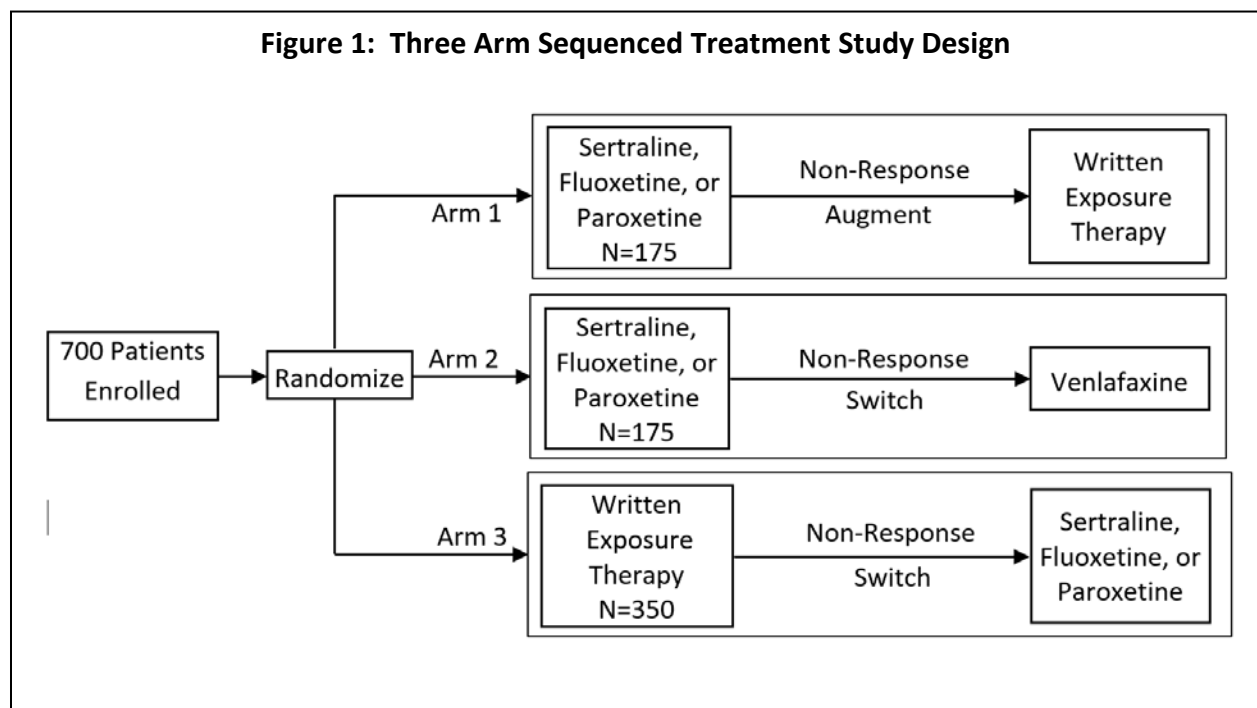 Figure 1: Three Arm Sequenced Treatment Study Design
700 Patients
Enrolled
Randomize
Arm 1
Sertraline,
Fluoxetine, or
Paroxetine
N=175
Non-Response
Augment
Written
Exposure
Therapy
Arm 2
Sertraline,
Fluoxetine, or
Paroxetine
N=175
Non-Response
Switch
Venlafaxine
Arm 3
Written
Exposure
Therapy
N=350
Non-Response
Switch
Sertraline,
Fluoxetine, or
Paroxetine